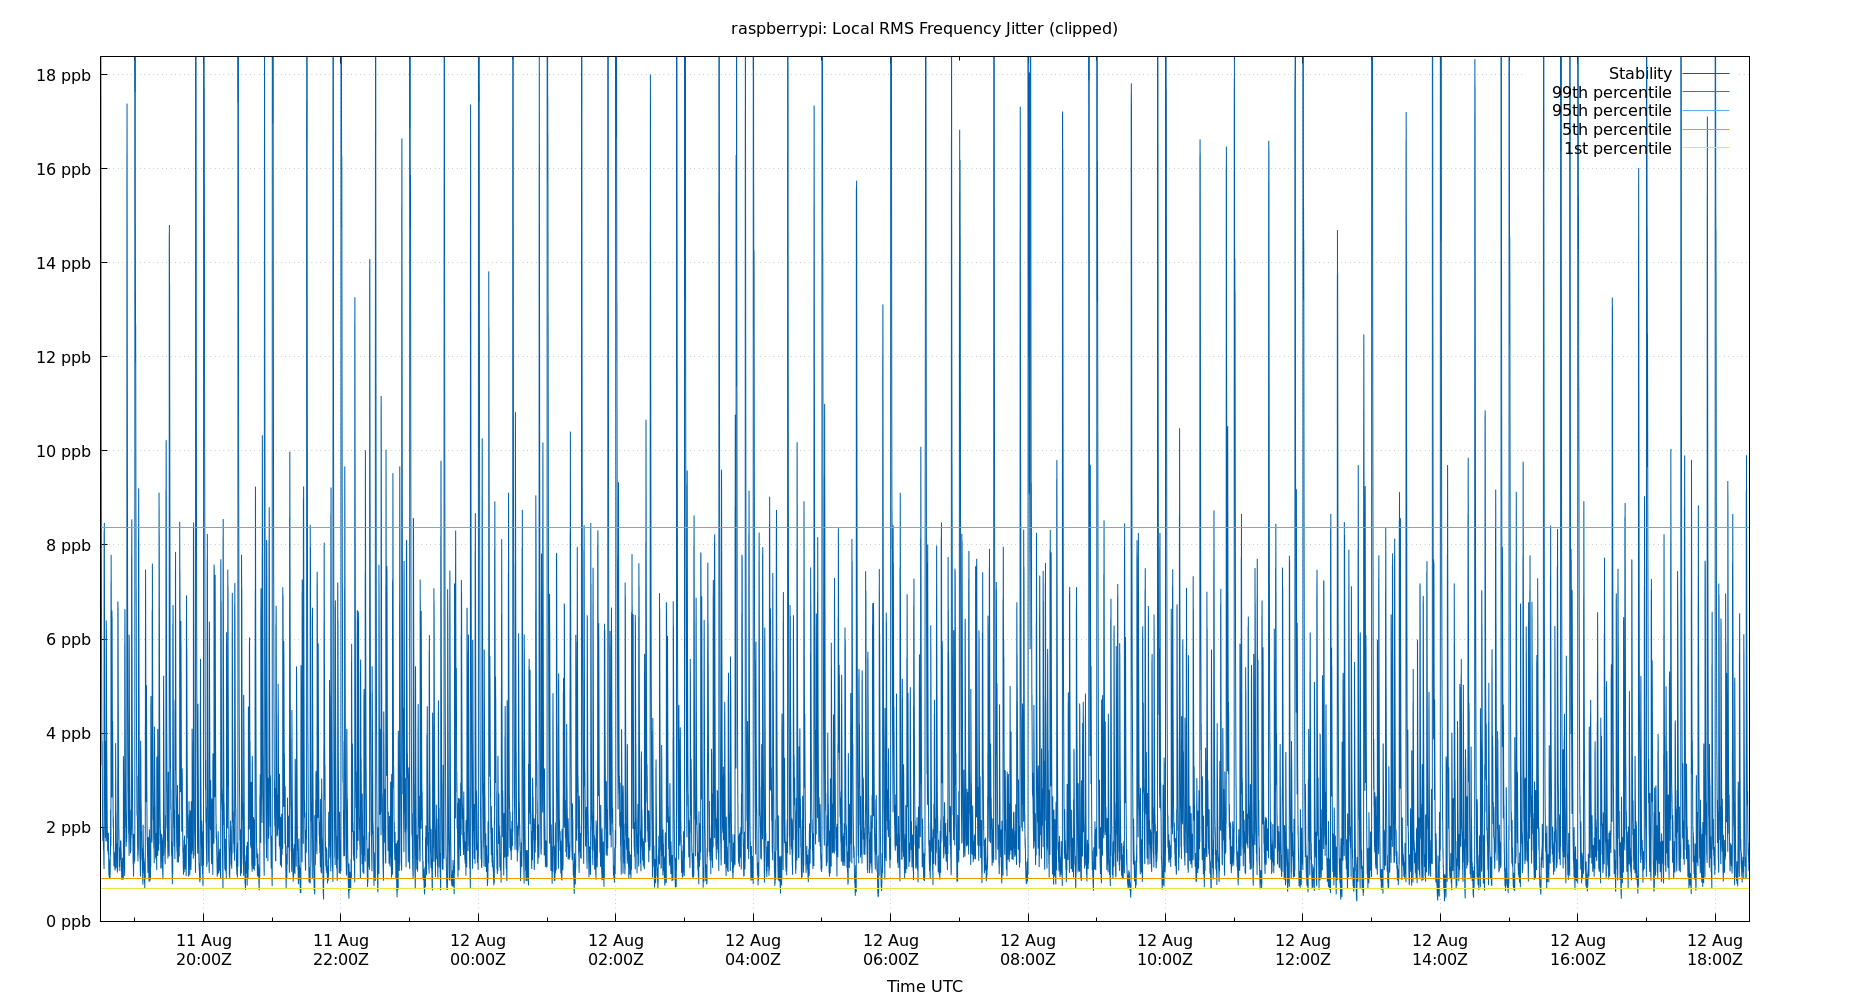 raspberrypi: Local RMS Frequency Jitter (clipped)
18 ppb
16 ppb
14 ppb
12 ppb
10 ppb
8 ppb
6 ppb
4 ppb
2 ppb
0 ppb
Stability
99th percentile
95th percentile
5th percentile
1st percentile
11 Aug
20:00Z
11 Aug
22:00Z
12 Aug
00:00Z
12 Aug
02:00Z
12 Aug
04:00Z
12 Aug
06:00Z
12 Aug
08:00Z
12 Aug
10:00Z
12 Aug
12:00Z
12 Aug
14:00Z
12 Aug
16:00Z
12 Aug
18:00Z
Time UTC